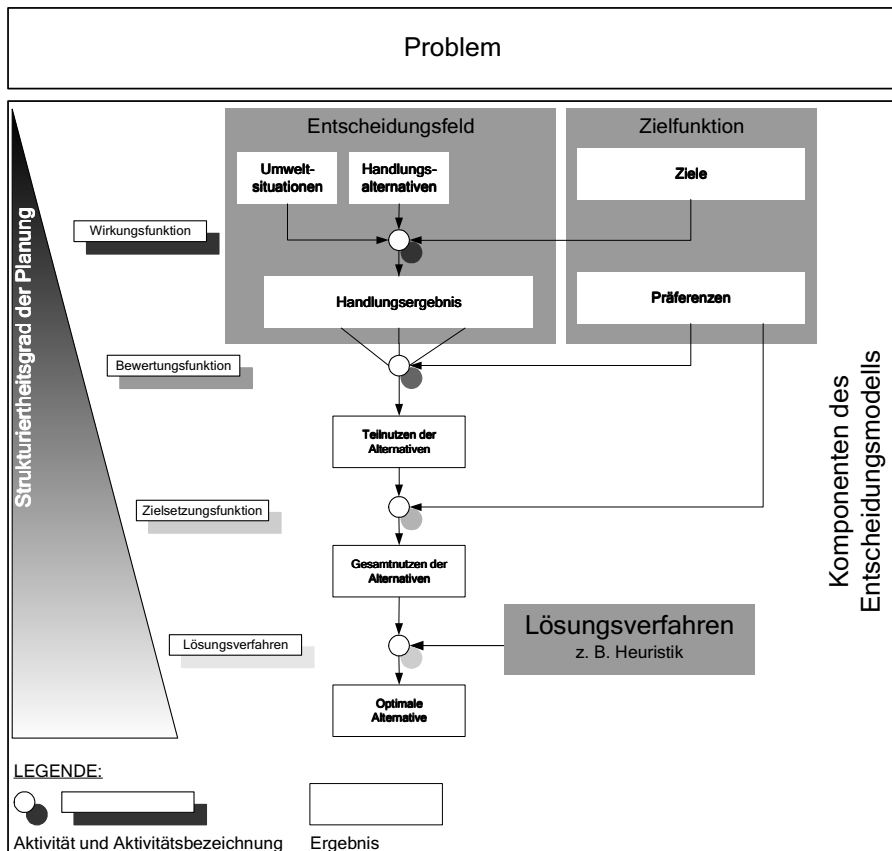 Problem
Entscheidungsfeld
Zielfunktion
Umwelt-
situationen
Handlungs-
alternativen
Ziele
Wirkungsfunktion
Handlungsergebnis
Präferenzen
Bewertungsfunktion
Teilnutzen der
Alternativen
Zielsetzungsfunktion
Gesamtnutzen der
Alternativen
Lösungsverfahren
Lösungsverfahren
z. B. Heuristik
Optimale
Alternative
Strukturiertheitsgrad der Planung
Komponenten des
Entscheidungsmodells
LEGENDE:
Aktivität und Aktivitätsbezeichnung
Ergebnis